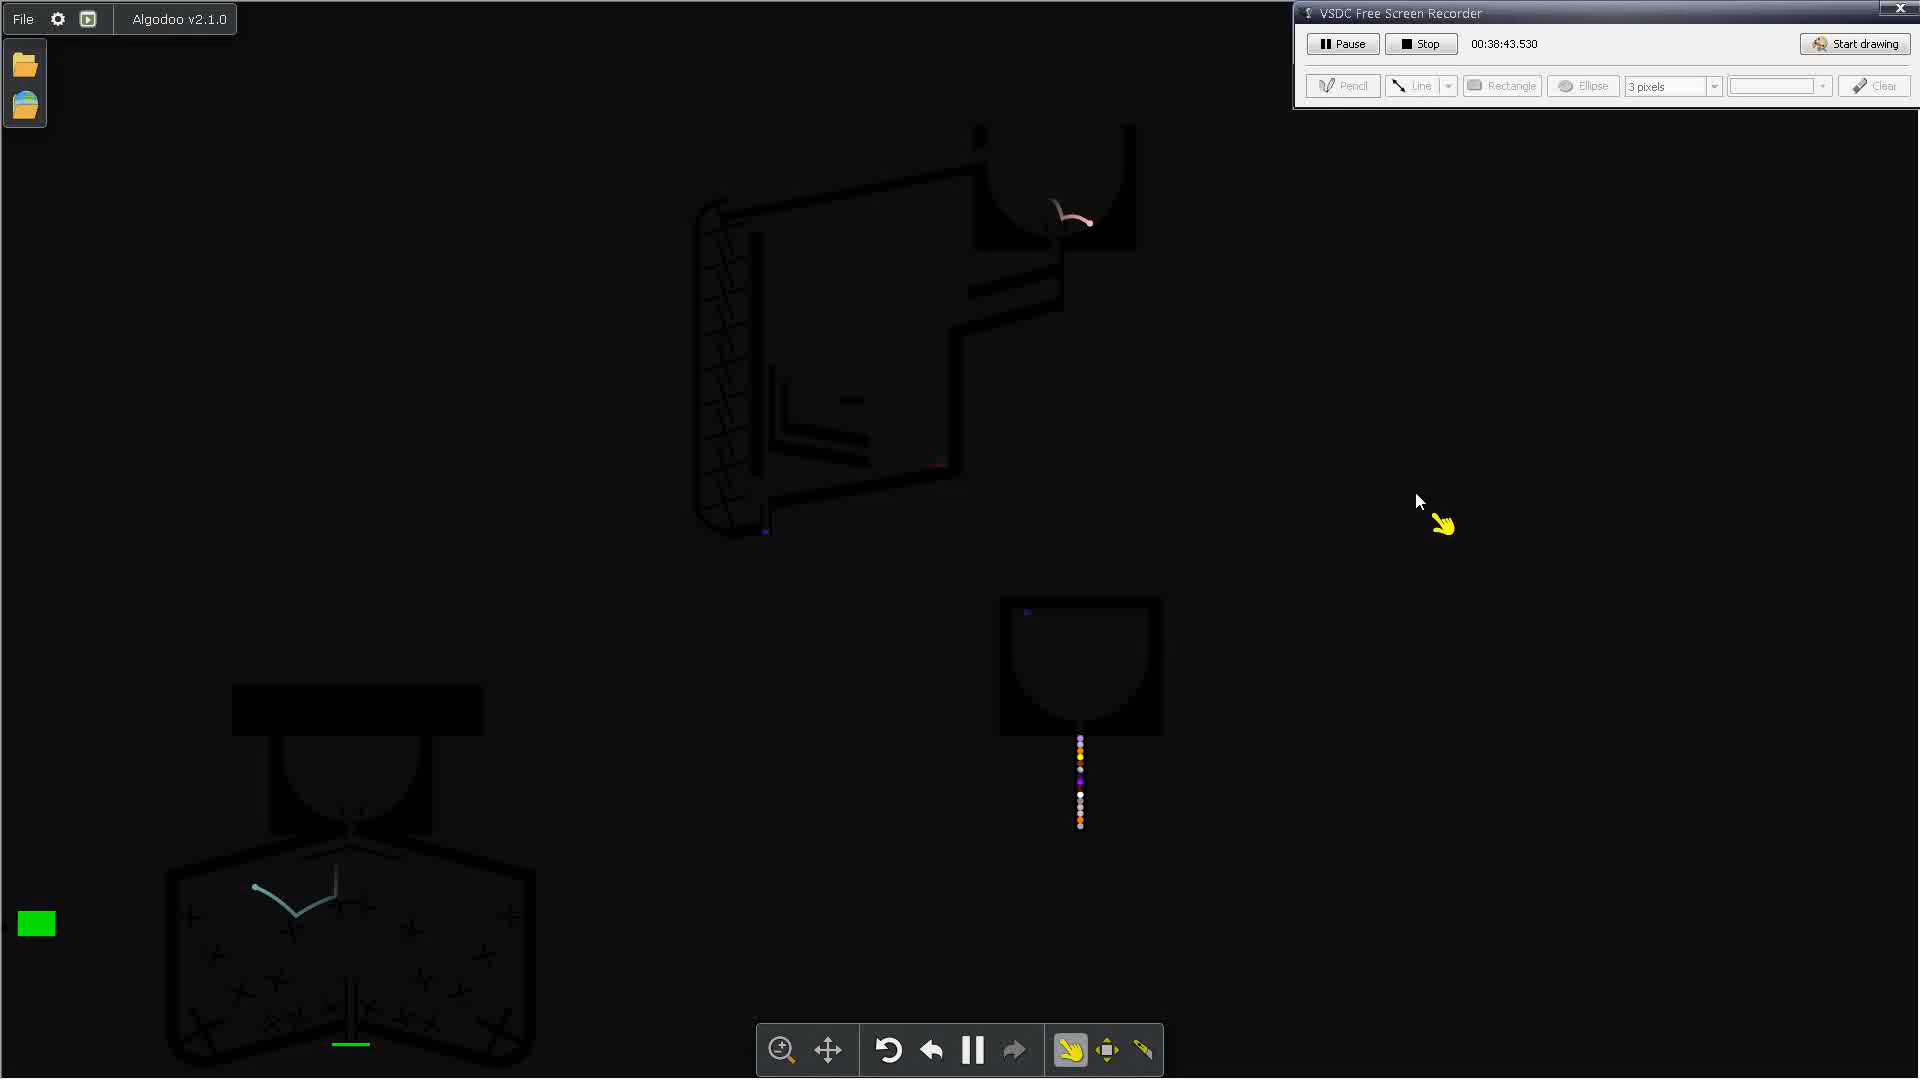 File
Algodoo v2.1.0
VSDC Free Screen Recorder
Pause
Stop
00:38:43.530
Start drawing
Pencil
Line
Rectangle
Ellipse
3 pixels
Clear